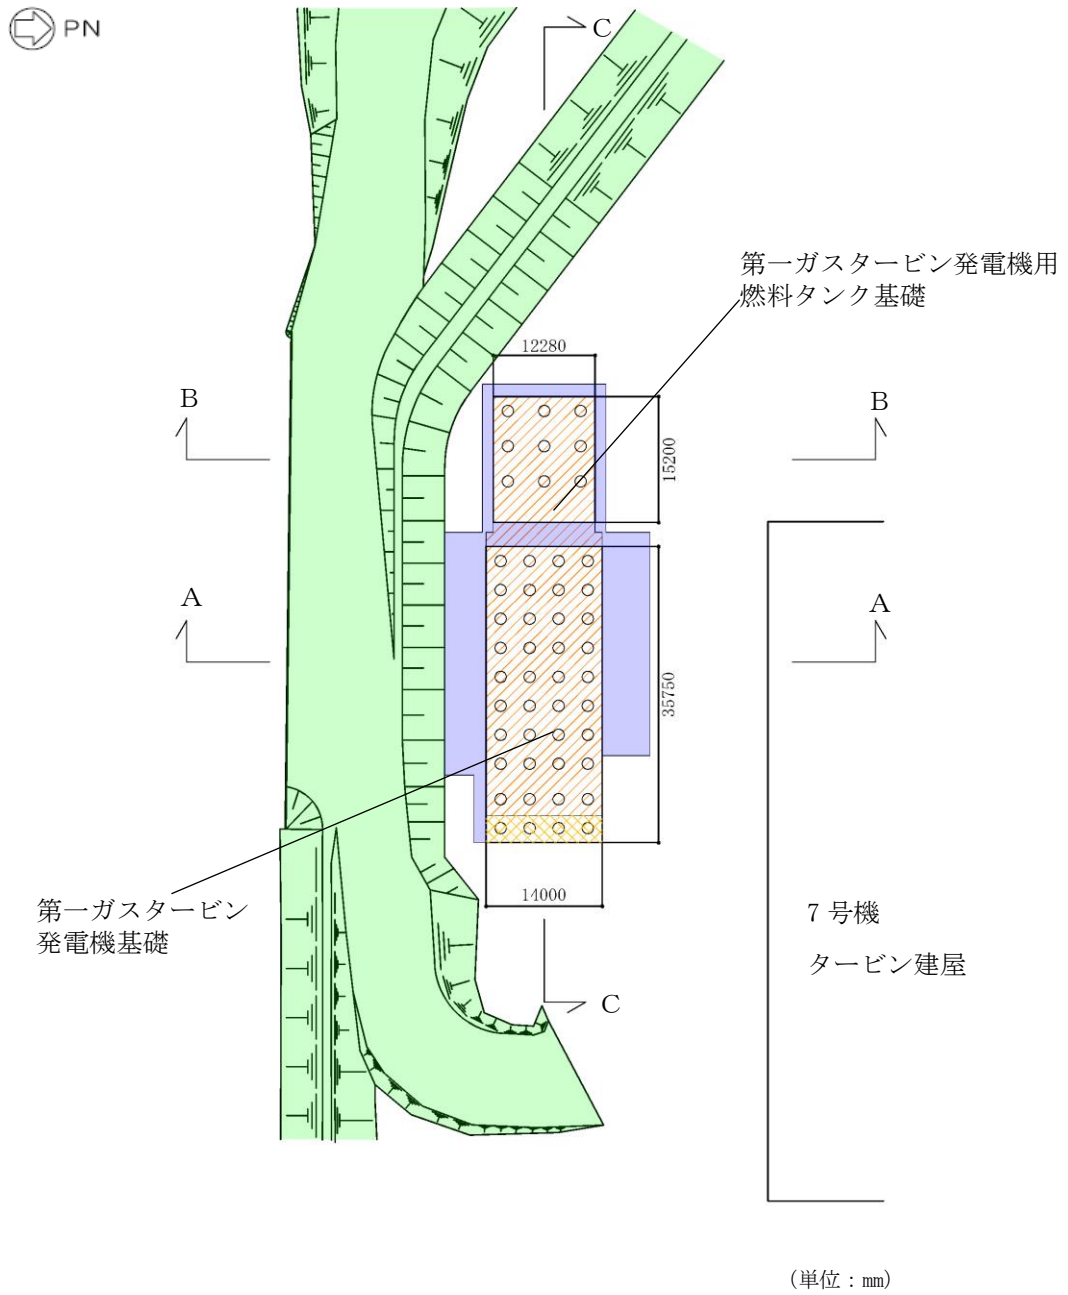 PN
C
第一ガスタービン発電機用
燃料タンク基礎
12280
B
B
15200
A
A
35750
14000
第一ガスタービン
発電機基礎
7 号機
タービン建屋
C
（単位：㎜）